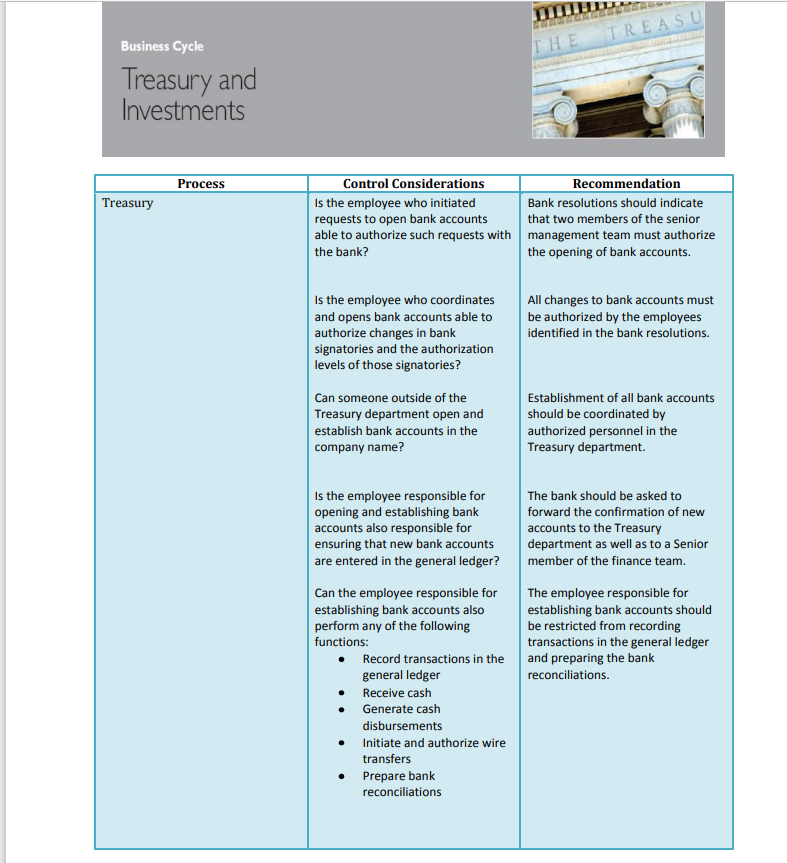 Business Cycle
Treasury and
Investments
THE TREASU
Process
Control Considerations
Recommendation
Treasury
Is the employee who initiated
requests to open bank accounts
able to authorize such requests with
the bank?
Bank resolutions should indicate
that two members of the senior
management team must authorize
the opening of bank accounts.
Is the employee who coordinates
and opens bank accounts able to
authorize changes in bank
signatories and the authorization
levels of those signatories?
All changes to bank accounts must
be authorized by the employees
identified in the bank resolutions.
Can someone outside of the
Treasury department open and
establish bank accounts in the
company name?
Establishment of all bank accounts
should be coordinated by
authorized personnel in the
Treasury department.
Is the employee responsible for
opening and establishing bank
accounts also responsible for
ensuring that new bank accounts
are entered in the general ledger?
The bank should be asked to
forward the confirmation of new
accounts to the Treasury
department as well as to a Senior
member of the finance team.
Can the employee responsible for
establishing bank accounts also
perform any of the following
functions:
• Record transactions in the
general ledger
• Receive cash
• Generate cash
disbursements
• Initiate and authorize wire
transfers
• Prepare bank
reconciliations
The employee responsible for
establishing bank accounts should
be restricted from recording
transactions in the general ledger
and preparing the bank
reconciliations.